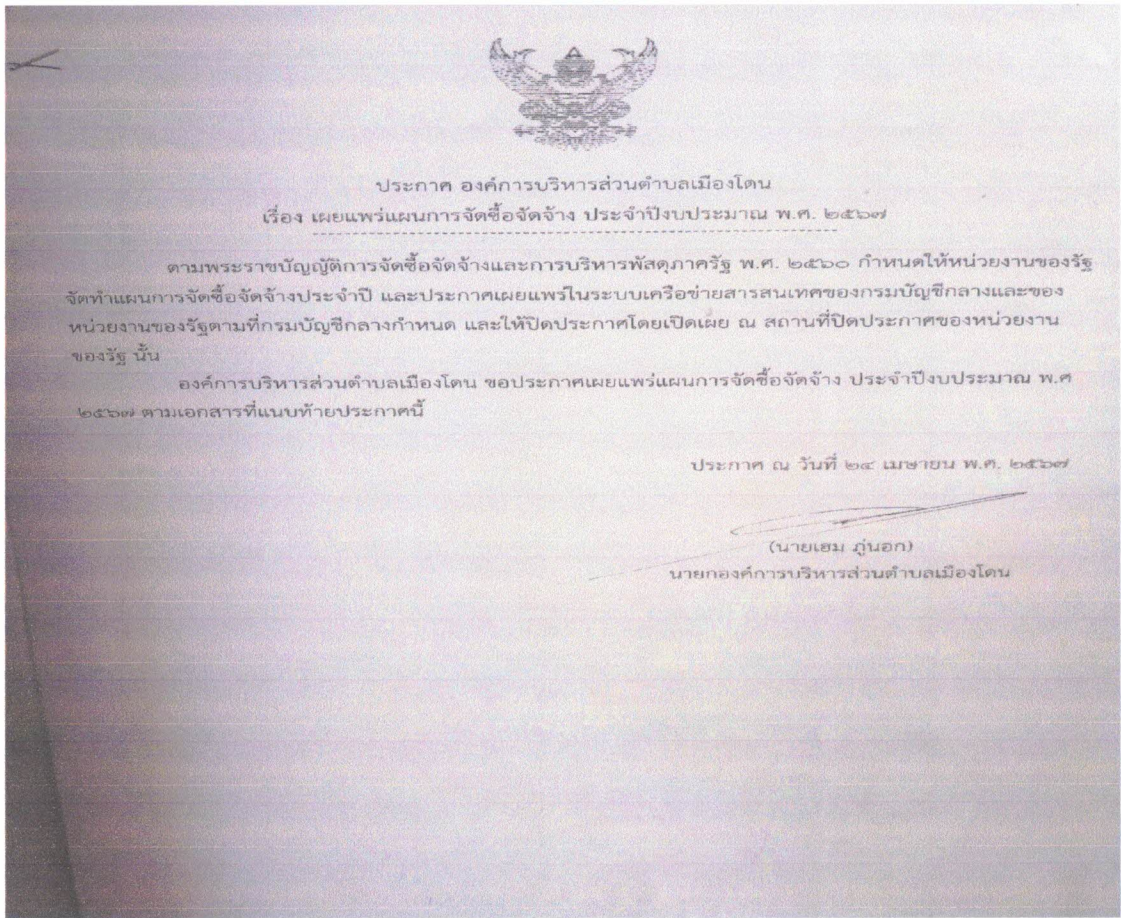 ประกาศ องค์การบริหารส่วนตำบลเมืองโดน
เรื่อง เผยแพร่แผนการจัดซื้อจัดจ้าง ประจำปีงบประมาณ พ.ศ. ๒๕๖๗
ตามพระราชบัญญัติการจัดซื้อจัดจ้างและการบริหารพัสดุภาครัฐ พ.ศ. ๒๕๖๐ กำหนดให้หน่วยงานของรัฐ
จัดทำแผนการจัดซื้อจัดจ้างประจำปี และประกาศเผยแพร่ในระบบเครือข่ายสารสนเทศของกรมบัญชีกลางและของ
หน่วยงานของรัฐตามที่กรมบัญชีกลางกำหนด และให้ปิดประกาศโดยเปิดเผย ณ สถานที่ปิดประกาศของหน่วยงาน
ของรัฐ นั้น
องค์การบริหารส่วนตำบลเมืองโดน ขอประกาศเผยแพร่แผนการจัดซื้อจัดจ้าง ประจำปีงบประมาณ พ.ศ
๒๕๖๗ ตามเอกสารที่แนบท้ายประกาศนี้
ประกาศ ณ วันที่ ๒๔ เมษายน พ.ศ. ๒๕๖๗
(นายเฮม ภู่นอก)
นายกองค์การบริหารส่วนตำบลเมืองโดน